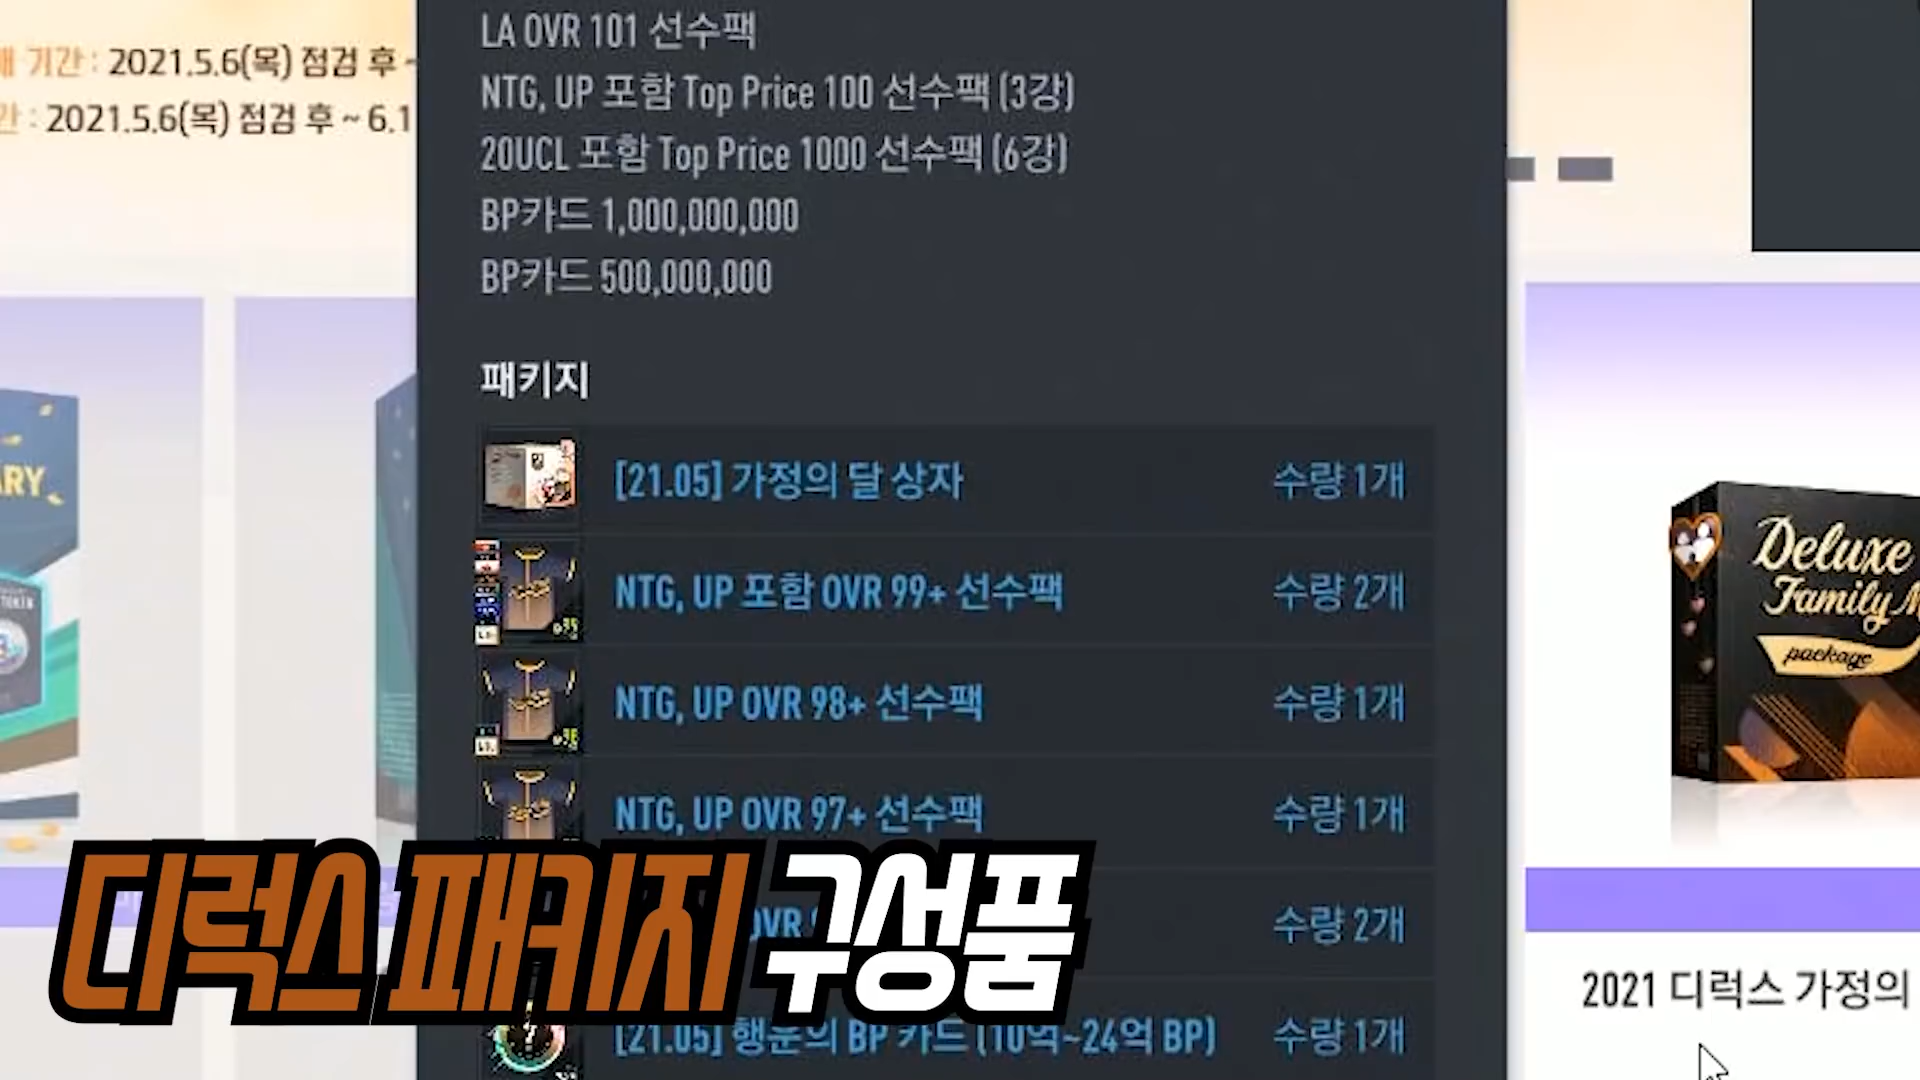 매 기간 : 2021.5.6(목) 점검 후 ~
간 : 2021.5.6(목) 점검 후 ~ 6.1
LA OVR 101 선수팩
NTG, UP 포함 Top Price 100 선수팩 (3강)
20UCL 포함 Top Price 1000 선수팩 (6강)
BP카드 1,000,000,000
BP카드 500,000,000
패키지
[21.05] 가정의 달 상자 수량 1개
NTG, UP 포함 OVR 99+ 선수팩 수량 2개
NTG, UP OVR 98+ 선수팩 수량 1개
NTG, UP OVR 97+ 선수팩 수량 1개
OVR 수량 2개
[21.05] 행운의 BP 카드 (10억~24억 BP) 수량 1개
디럭스 패키지 구성품
ARY
Deluxe
Family
package
2021 디럭스 가정의